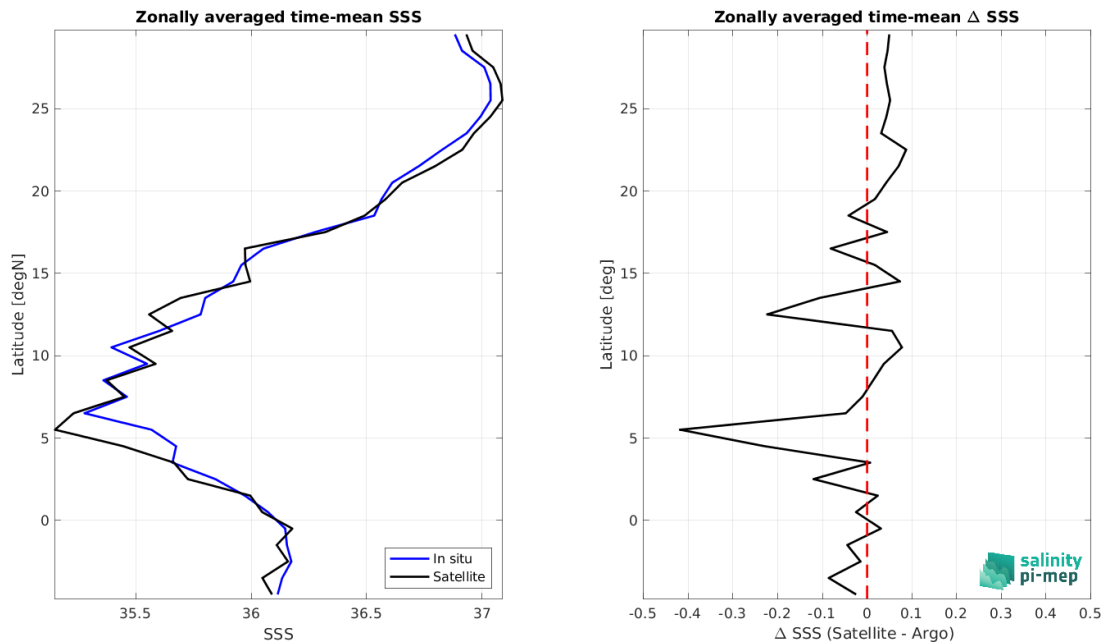 Zonally averaged time-mean SSS
25
20
15
10
5
0
Latitude [degN]
35.5 36 36.5 37
SSS
In situ
Satellite
Zonally averaged time-mean Δ SSS
25
20
15
10
5
0
Latitude [deg]
-0.5 -0.4 -0.3 -0.2 -0.1 0 0.1 0.2 0.3 0.4 0.5
Δ SSS (Satellite - Argo)
salinity
pi-mep